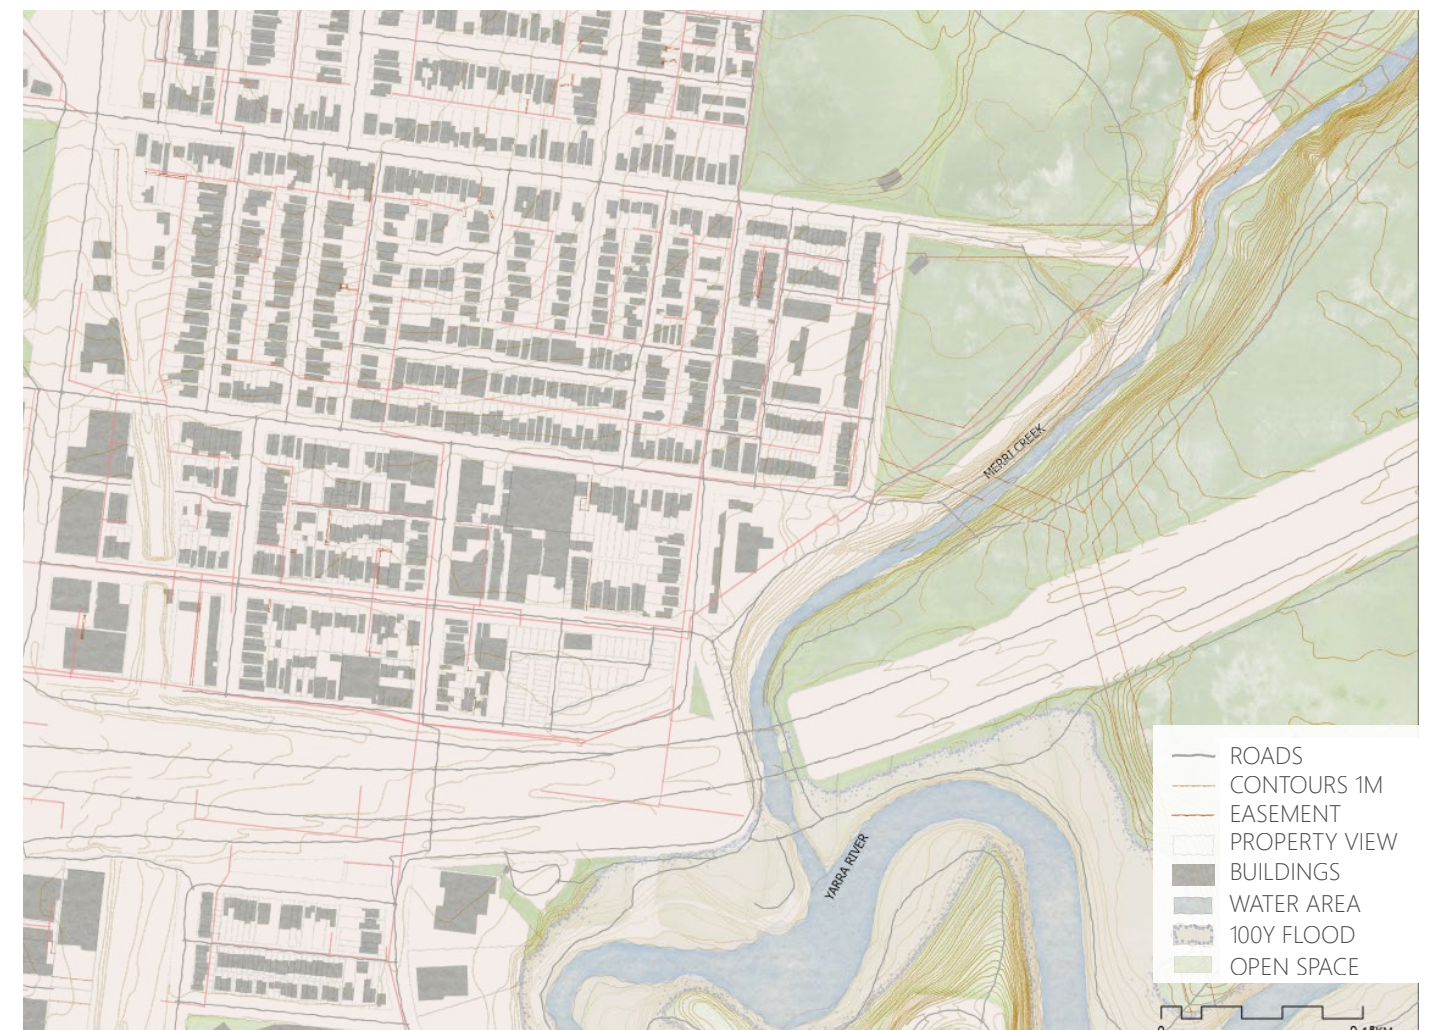 MERRI CREEK
YARRA RIVER
ROADS
CONTOURS 1M
EASEMENT
PROPERTY VIEW
BUILDINGS
WATER AREA
100Y FLOOD
OPEN SPACE